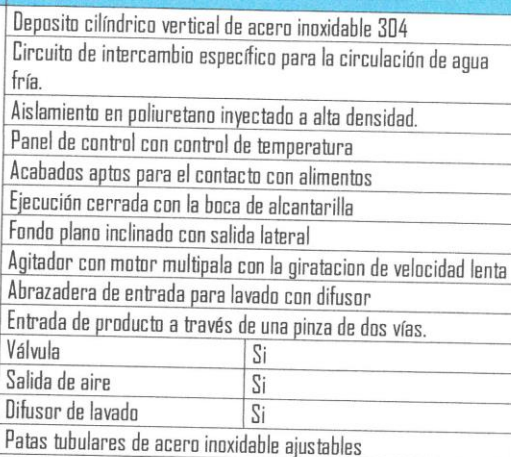 Deposito cilíndrico vertical de acero inoxidable 304
Circuito de intercambio específico para la circulación de agua
fría.
Aislamiento en poliuretano inyectado a alta densidad.
Panel de control con control de temperatura
Acabados aptos para el contacto con alimentos
Ejecución cerrada con la boca de alcantarilla
Fondo plano inclinado con salida lateral
Agitador con motor multipala con la giratacion de velocidad lenta
Abrazadera de entrada para lavado con difusor
Entrada de producto a través de una pinza de dos vías.
Válvula Si
Salida de aire Si
Difusor de lavado Si
Patas tubulares de acero inoxidable ajustables